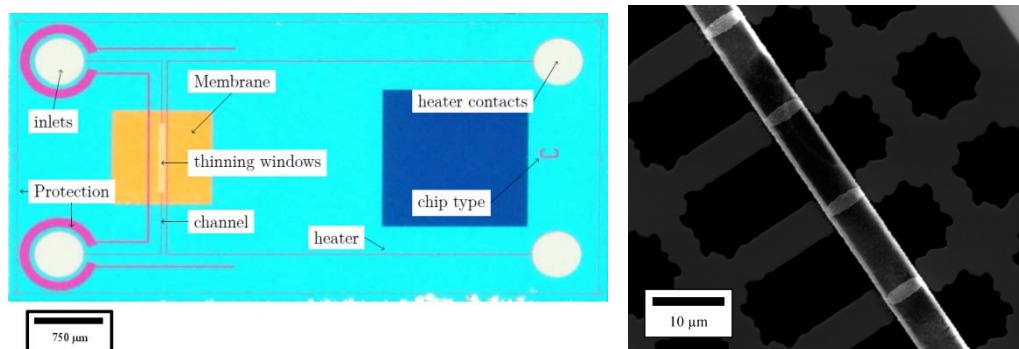 Membrane
heater contacts
inlets
thinning windows
Protection
chip type
C
channel
heater
750 µm
10 µm